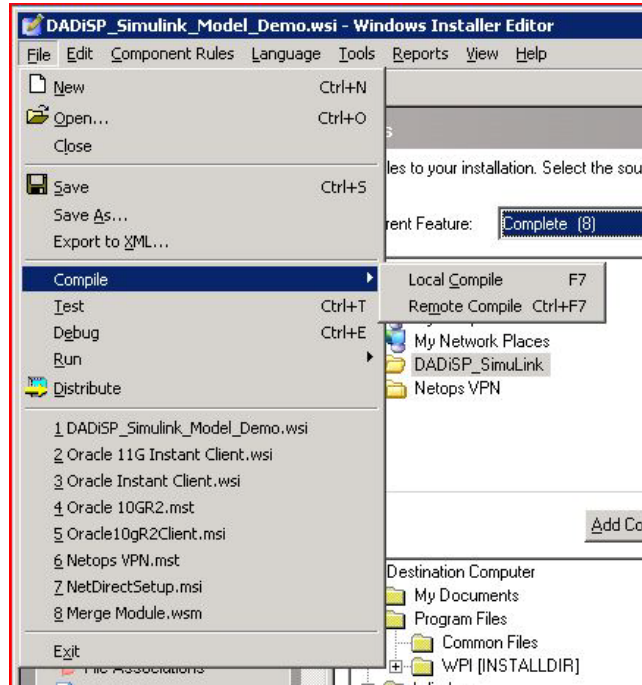 DADiSP_Simulink_Model_Demo.wsi - Windows Installer Editor
File Edit Component Rules Language Tools Reports View Help
New Ctrl+N
Open... Ctrl+O
Close
les to your installation. Select the sou
Save Ctrl+S
Save As...
rent Feature: Complete (8)
Export to XML...
Compile
Local Compile F7
Test Ctrl+T
Remote Compile Ctrl+F7
Debug Ctrl+E
My Network Places
Run
DADiSP_SimuLink
Distribute
Netops VPN
1 DADiSP_Simulink_Model_Demo.wsi
2 Oracle 11G Instant Client.wsi
3 Oracle Instant Client.wsi
4 Oracle 10GR2.mst
5 Oracle10gR2Client.msi
Add Co
6 Netops VPN.mst
Destination Computer
7 NetDirectSetup.msi
My Documents
8 Merge Module.wsm
Program Files
Common Files
Exit
WPI [INSTALLDIR]